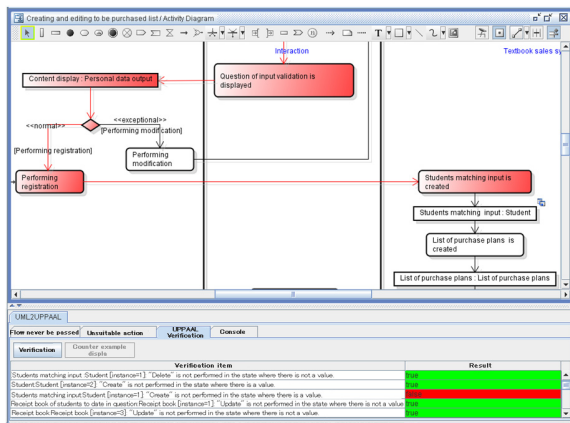 Creating and editing to be purchased list / Activity Diagram
Interaction
Textbook sales sy
Content display : Personal data output
Question of input validation is
displayed
<<normal>>
<<exceptional>>
[Performing modification]
[Performing registration]
Performing
modification
Performing
registration
Students matching input is
created
Students matching input : Student
List of purchase plans is
created
List of purchase plans : List of purchase plans
UML2UPPAAL
Flow never be passed
Unsuitable action
UPPAAL
Verification
Console
Verification
Counter example
displa
Verification item
Result
Students matching input :Student [instance=1] "Delete" is not performed in the state where there is not a value.
true
Student:Student [instance=2] "Create" is not performed in the state where there is a value.
true
Students matching input:Student [instance=1] "Create" is not performed in the state where there is a value.
false
Receipt book of students to date in question:Receipt book [instance=1] "Update" is not performed in the state where there is not a value
true
Receipt book:Receipt book [instance=3] "Update" is not performed in the state where there is not a value.
true